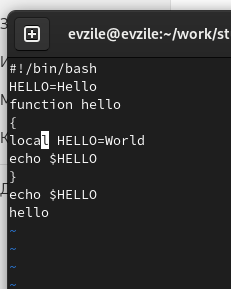 evzile@evzile:~/work/st
#!/bin/bash
HELLO=Hello
function hello
{
local HELLO=World
echo $HELLO
}
echo $HELLO
hello
~
~
~
~